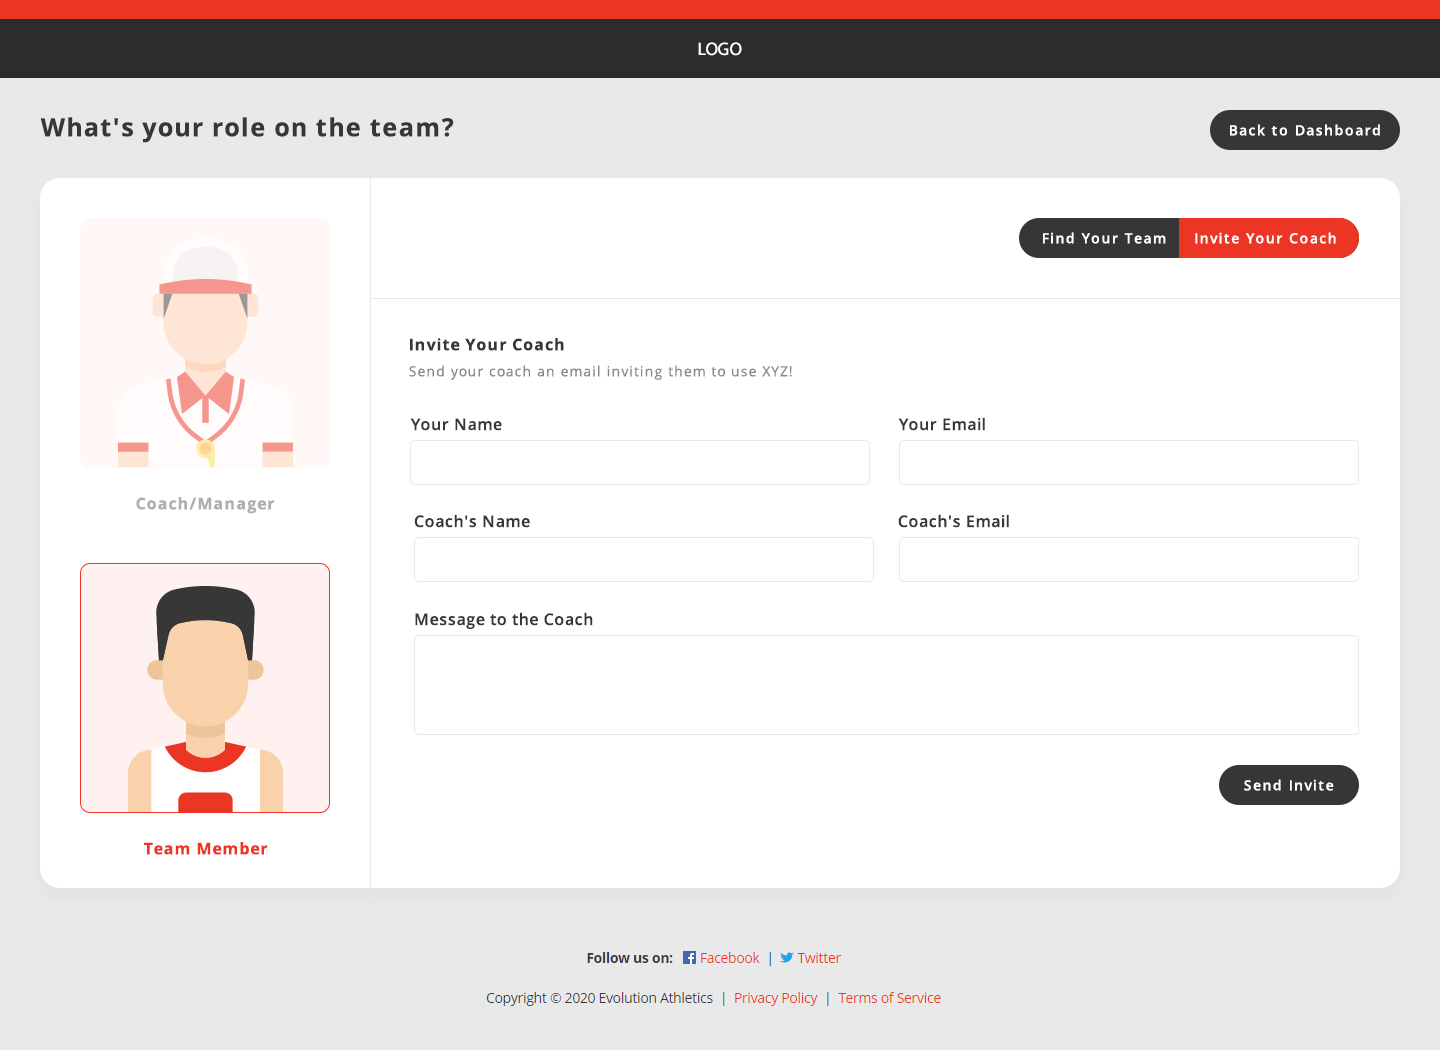 LOGO
What's your role on the team?
Back to Dashboard
Coach/Manager
Team Member
Find Your Team
Invite Your Coach
Invite Your Coach
Send your coach an email inviting them to use XYZ!
Your Name
Your Email
Coach's Name
Coach's Email
Message to the Coach
Send Invite
Follow us on: Facebook | Twitter
Copyright © 2020 Evolution Athletics | Privacy Policy | Terms of Service